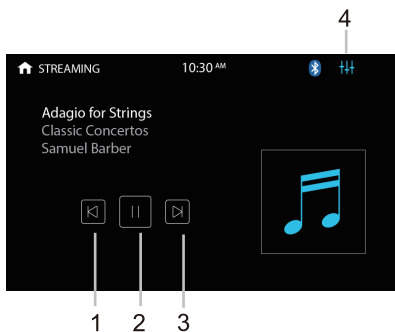 4
STREAMING 10:30 AM
Adagio for Strings
Classic Concertos
Samuel Barber
1 2 3